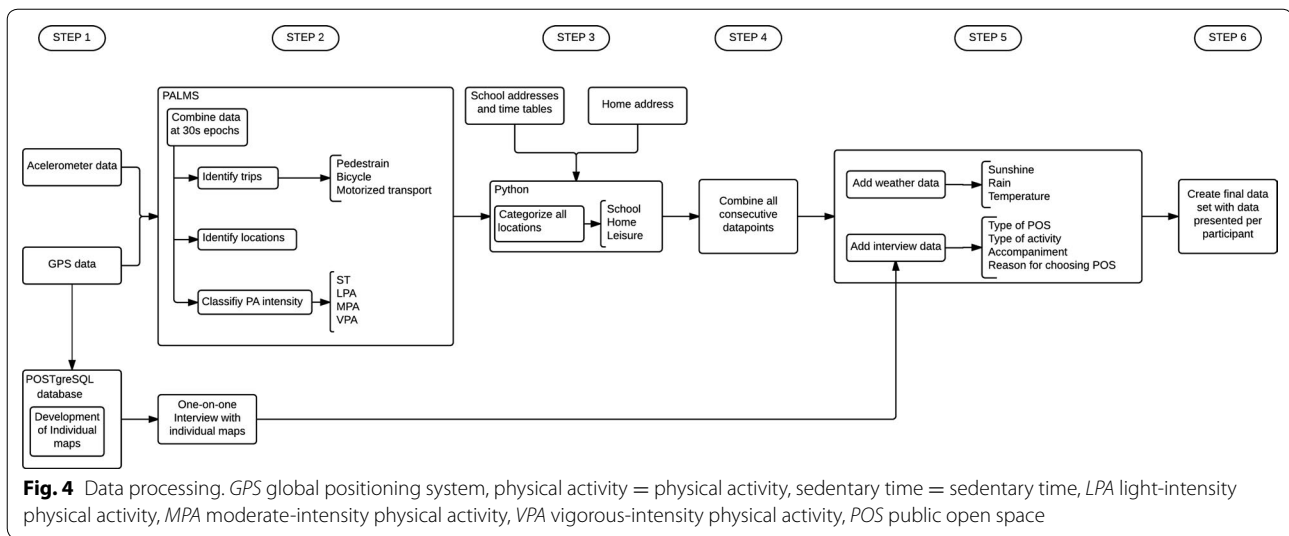 STEP 1
STEP 2
STEP 3
STEP 4
STEP 5
STEP 6
Acelerometer data
GPS data
POSTgreSQL
database
Development
of Individual
maps
PALMS
Combine data
at 30s epochs
Identify trips
Pedestrain
Bicycle
Motorized transport
Identify locations
Classifiy PA intensity
ST
LPA
MPA
VPA
One-on-one
Interview with
individual maps
School addresses
and time tables
Home address
Python
Categorize all
locations
School
Home
Leisure
Combine all
consecutive
datapoints
Add weather data
Sunshine
Rain
Temperature
Add interview data
Type of POS
Type of activity
Accompaniment
Reason for choosing POS
Create final data
set with data
presented per
participant
Fig. 4 Data processing. GPS global positioning system, physical activity = physical activity, sedentary time = sedentary time, LPA light-intensity
physical activity, MPA moderate-intensity physical activity, VPA vigorous-intensity physical activity, POS public open space